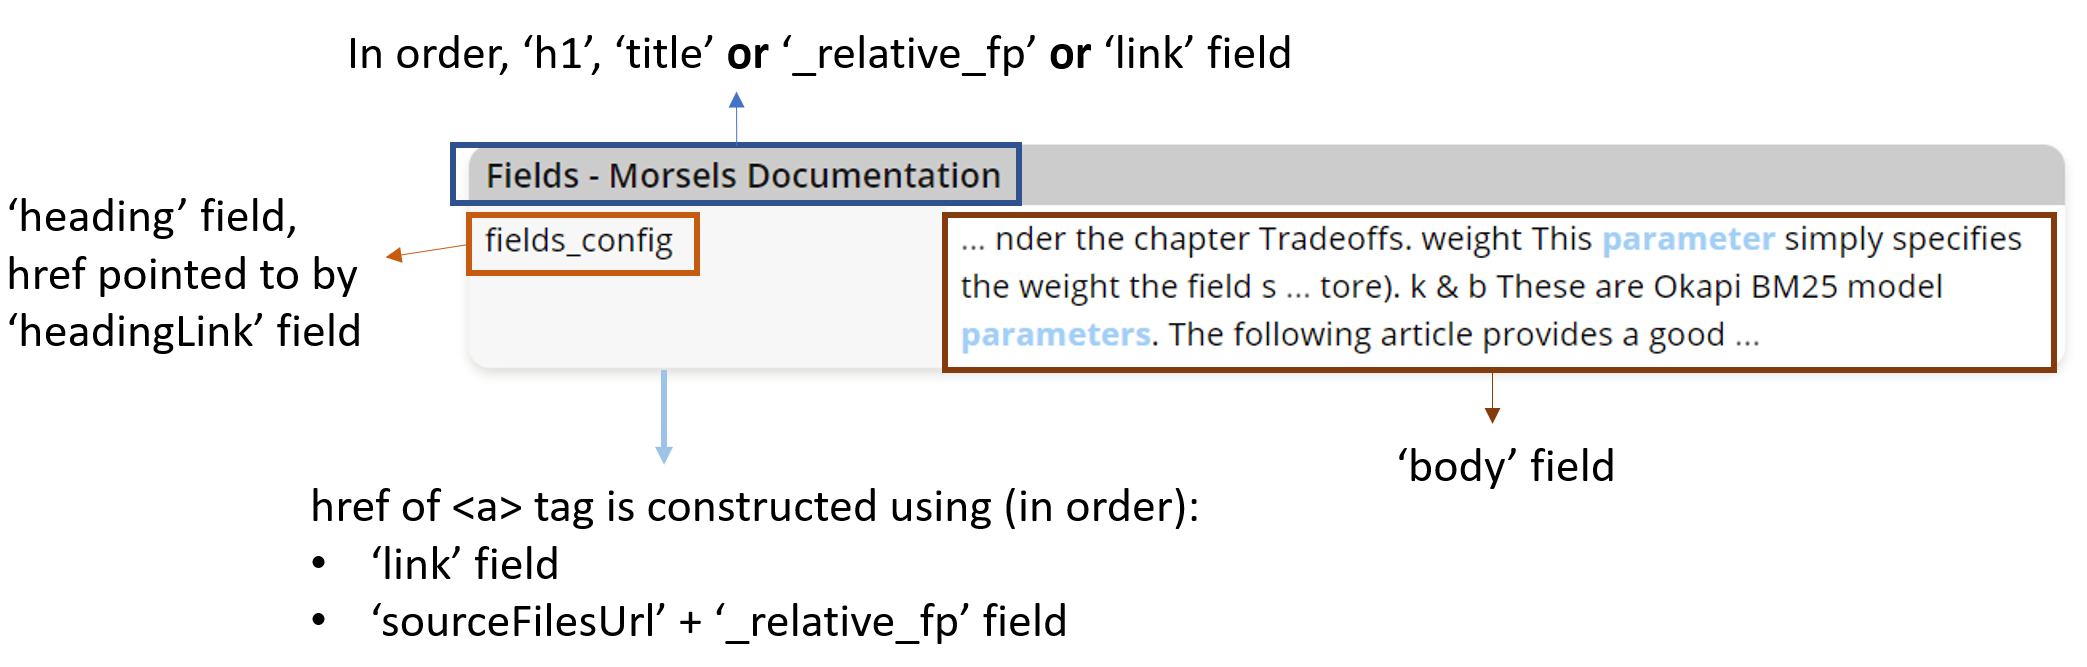 In order, ‘h1’, ‘title’ or ‘_relative_fp’ or ‘link’ field
Fields - Morsels Documentation
‘heading’ field,
href pointed to by
‘headingLink’ field
fields_config
... nder the chapter Tradeoffs. weight This parameter simply specifies
the weight the field s ... tore). k & b These are Okapi BM25 model
parameters. The following article provides a good ...
‘body’ field
href of <a> tag is constructed using (in order):
• ‘link’ field
• ‘sourceFilesUrl’ + ‘_relative_fp’ field